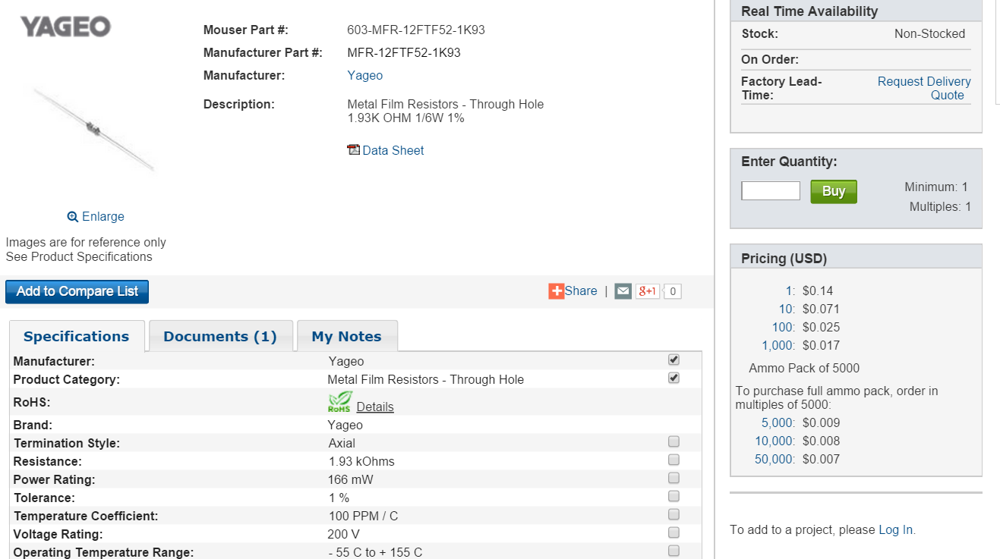 YAGEO
Mouser Part #: 603-MFR-12FTF52-1K93
Manufacturer Part #: MFR-12FTF52-1K93
Manufacturer: Yageo
Description: Metal Film Resistors - Through Hole
1.93K OHM 1/6W 1%
Data Sheet
Enlarge
Images are for reference only
See Product Specifications
Add to Compare List
Share | g+1 0
Specifications Documents (1) My Notes
Manufacturer: Yageo
Product Category: Metal Film Resistors - Through Hole
RoHS: RoHS Details
Brand: Yageo
Termination Style: Axial
Resistance: 1.93 kOhms
Power Rating: 166 mW
Tolerance: 1 %
Temperature Coefficient: 100 PPM / C
Voltage Rating: 200 V
Operating Temperature Range: - 55 C to + 155 C
Real Time Availability
Stock: Non-Stocked
On Order:
Factory Lead- Request Delivery
Time: Quote
Enter Quantity:
Buy
Minimum: 1
Multiples: 1
Pricing (USD)
1: $0.14
10: $0.071
100: $0.025
1,000: $0.017
Ammo Pack of 5000
To purchase full ammo pack, order in
multiples of 5000:
5,000: $0.009
10,000: $0.008
50,000: $0.007
To add to a project, please Log In.